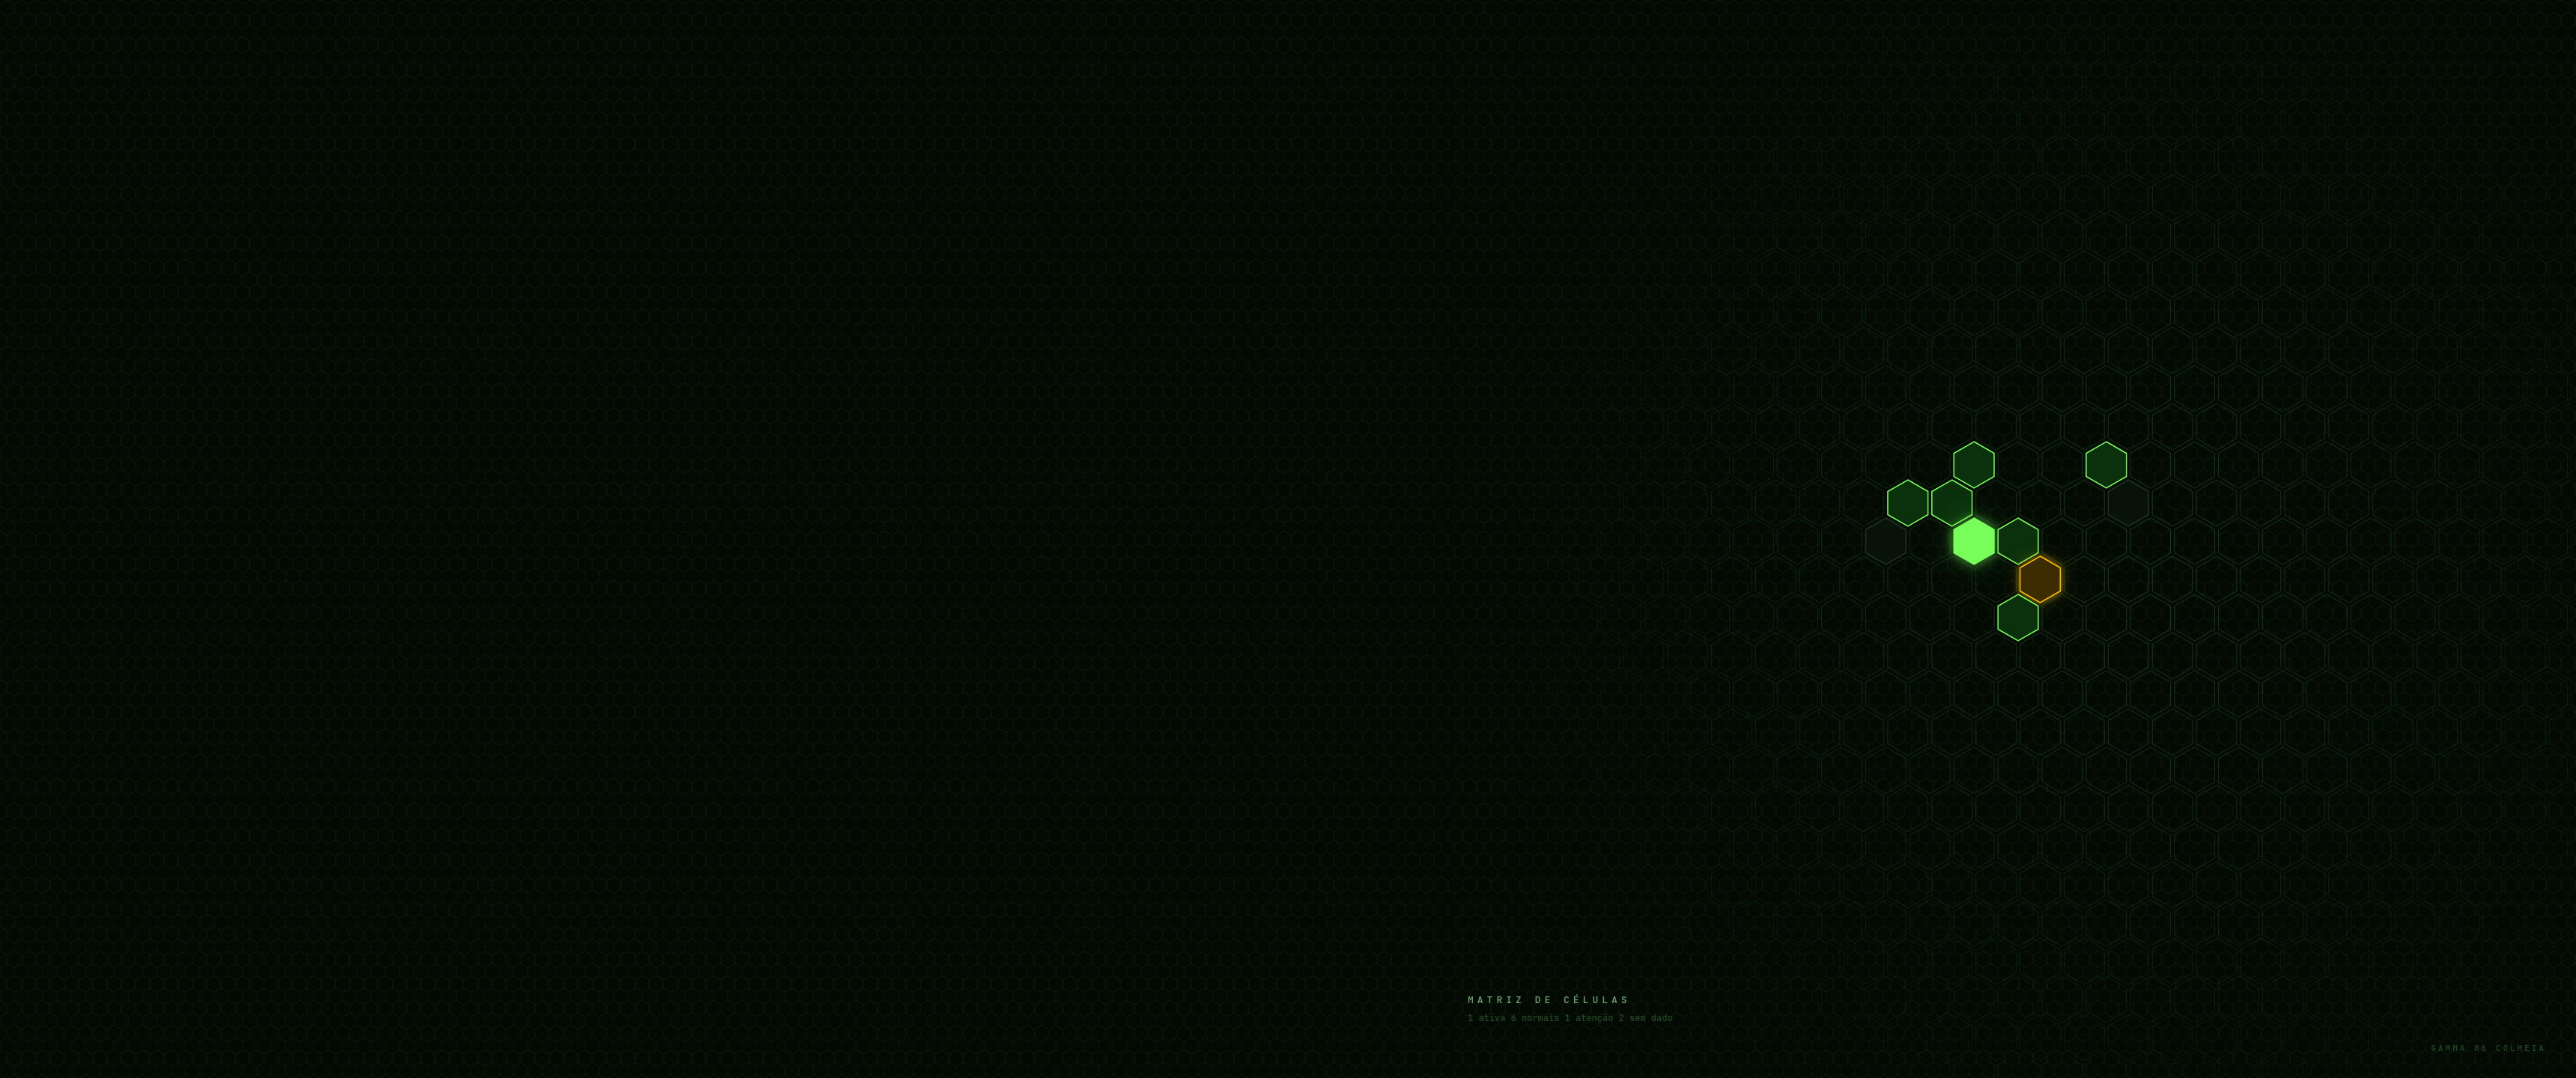 MATRIZ DE CÉLULAS
1 ativa 6 normais 1 atenção 2 sem dado
GAMMA 06 COLMEIA